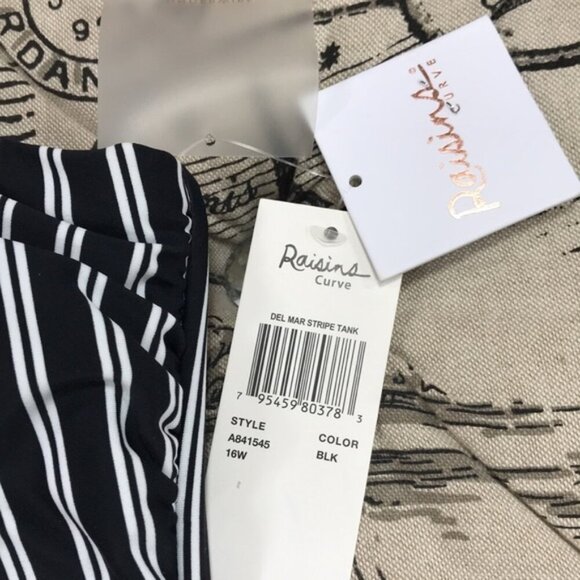 Raisins
CURVE
Raisins
Curve
DEL MAR STRIPE TANK
7 95459 80378 3
STYLE
COLOR
A841545
BLK
16W